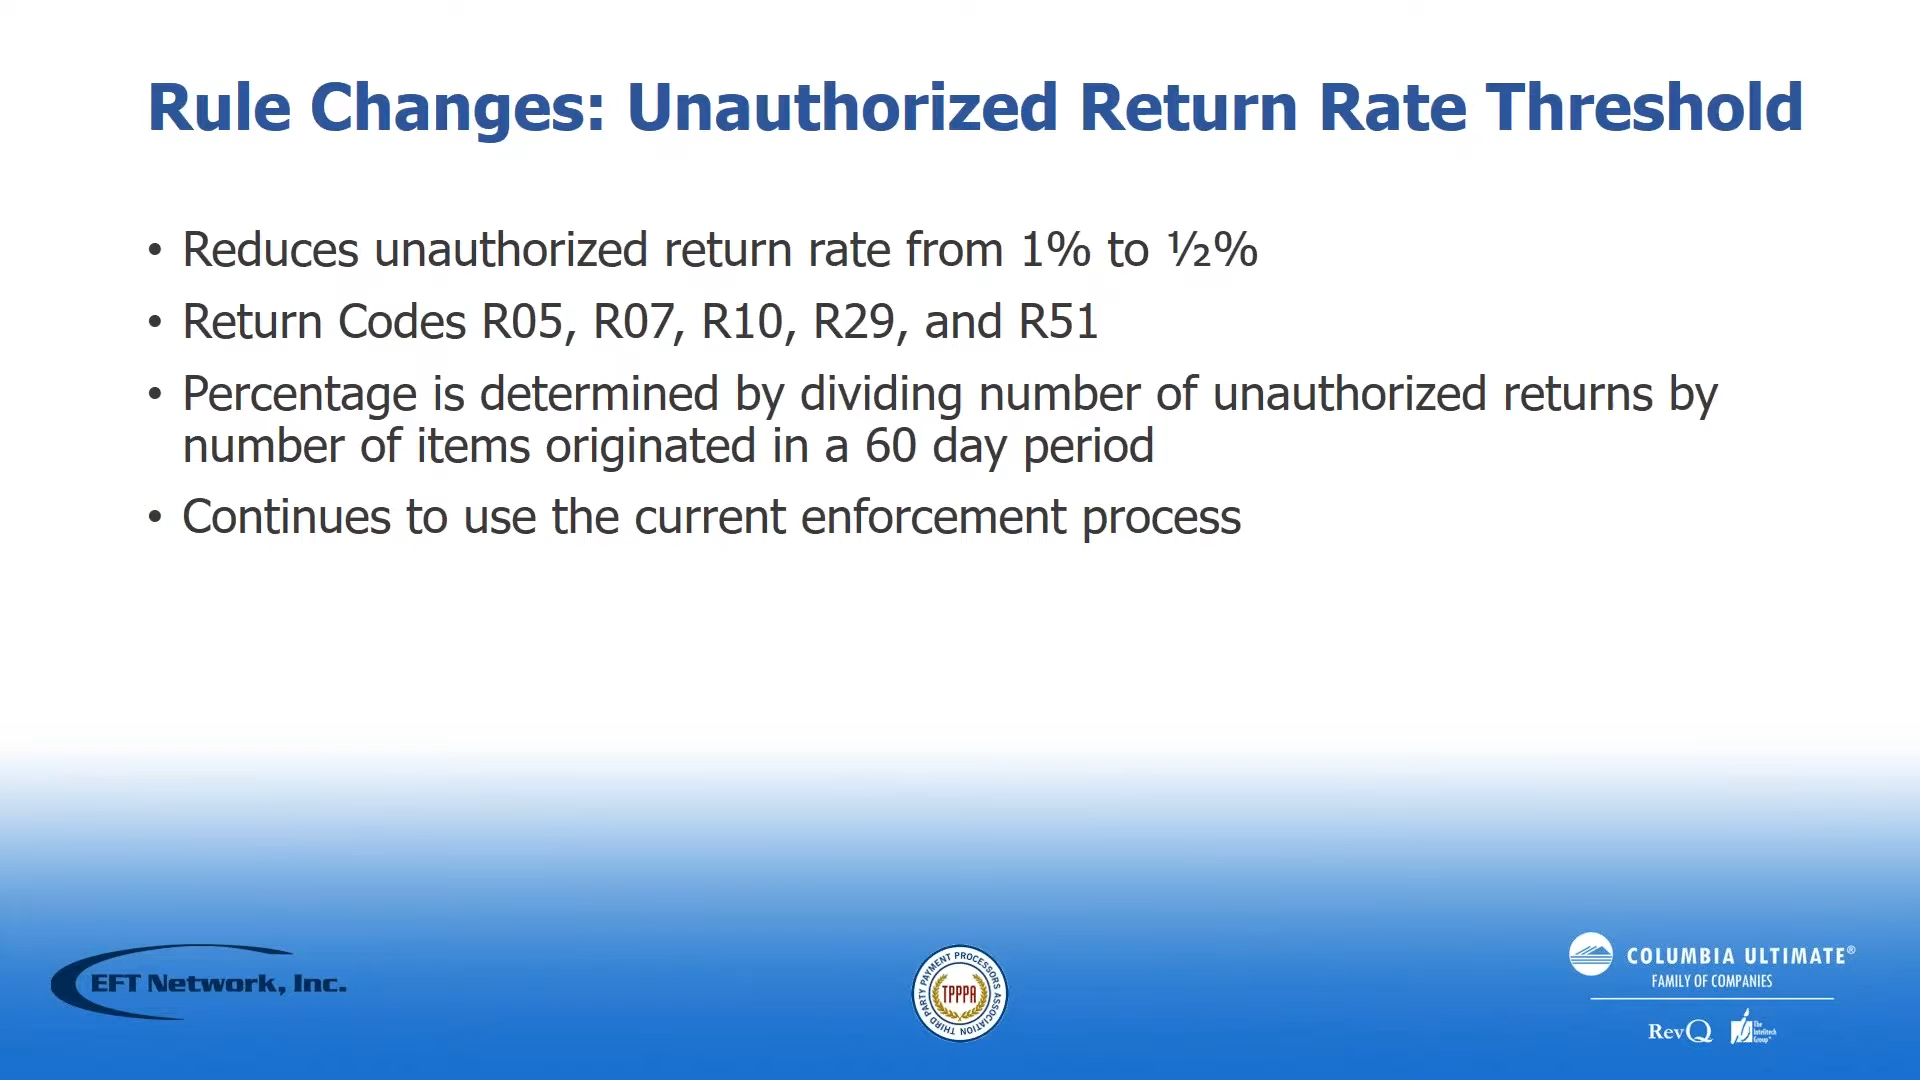 Rule Changes: Unauthorized Return Rate Threshold
• Reduces unauthorized return rate from 1% to ½%
• Return Codes R05, R07, R10, R29, and R51
• Percentage is determined by dividing number of unauthorized returns by
number of items originated in a 60 day period
• Continues to use the current enforcement process
EFT Network, Inc.
THIRD PARTY PAYMENT PROCESSORS ASSOCIATION
TPPPA
COLUMBIA ULTIMATE®
FAMILY OF COMPANIES
RevQ
The
Intelitech
Group